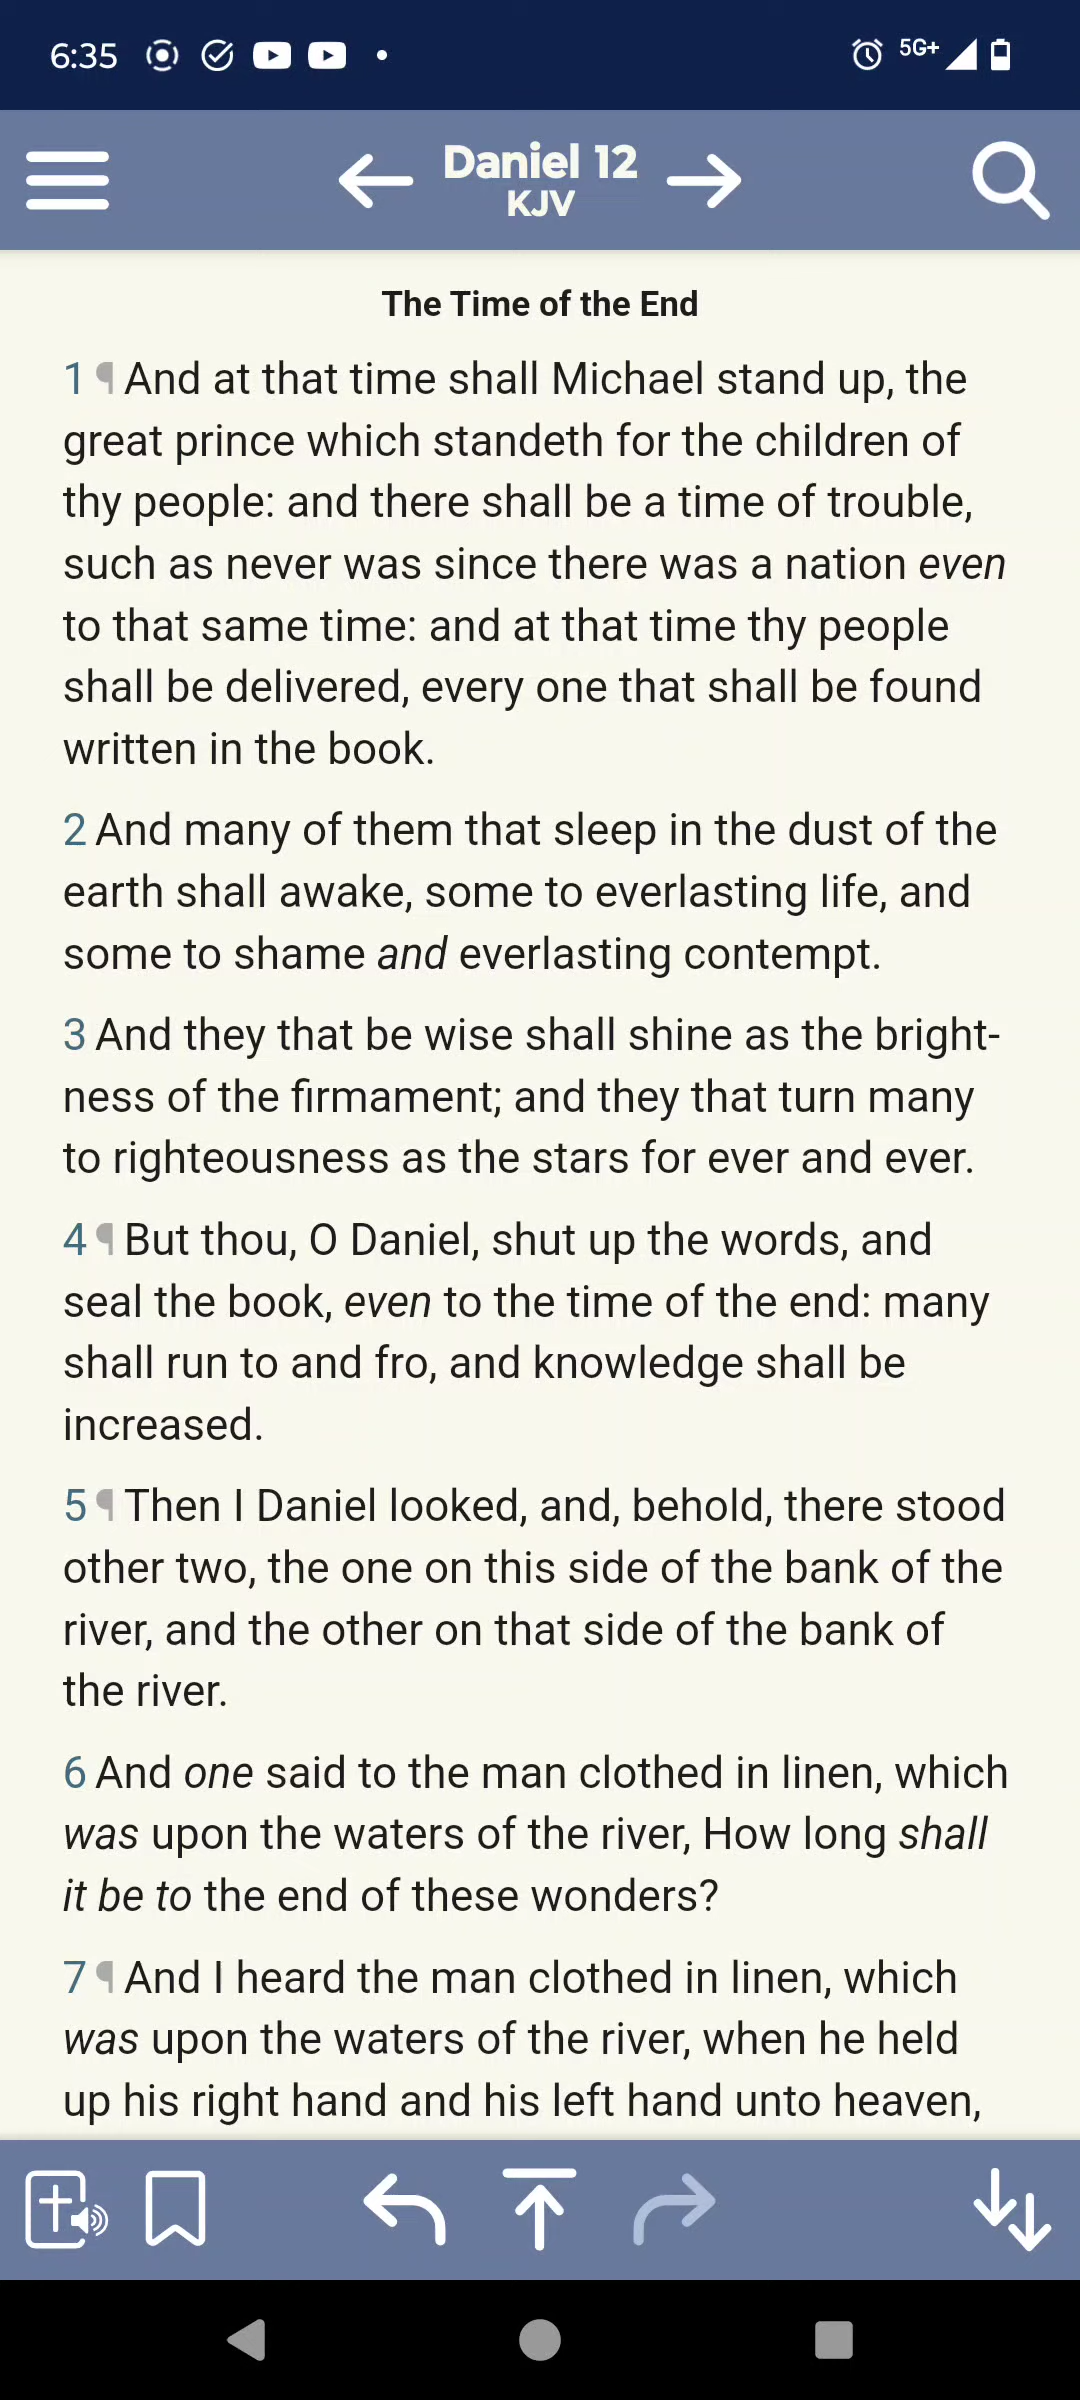 6:35
5G+
Daniel 12
KJV
The Time of the End
1 ¶ And at that time shall Michael stand up, the
great prince which standeth for the children of
thy people: and there shall be a time of trouble,
such as never was since there was a nation even
to that same time: and at that time thy people
shall be delivered, every one that shall be found
written in the book.
2 And many of them that sleep in the dust of the
earth shall awake, some to everlasting life, and
some to shame and everlasting contempt.
3 And they that be wise shall shine as the bright-
ness of the firmament; and they that turn many
to righteousness as the stars for ever and ever.
4 ¶ But thou, O Daniel, shut up the words, and
seal the book, even to the time of the end: many
shall run to and fro, and knowledge shall be
increased.
5 ¶ Then I Daniel looked, and, behold, there stood
other two, the one on this side of the bank of the
river, and the other on that side of the bank of
the river.
6 And one said to the man clothed in linen, which
was upon the waters of the river, How long shall
it be to the end of these wonders?
7 ¶ And I heard the man clothed in linen, which
was upon the waters of the river, when he held
up his right hand and his left hand unto heaven,